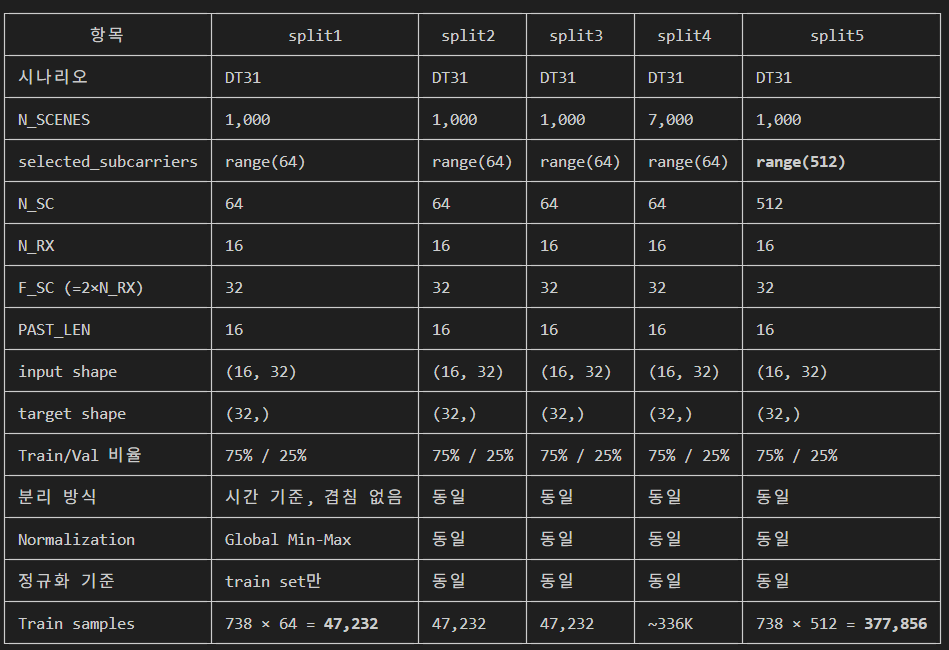 항목 split1 split2 split3 split4 split5
시나리오 DT31 DT31 DT31 DT31 DT31
N_SCENES 1,000 1,000 1,000 7,000 1,000
selected_subcarriers range(64) range(64) range(64) range(64) range(512)
N_SC 64 64 64 64 512
N_RX 16 16 16 16 16
F_SC (=2×N_RX) 32 32 32 32 32
PAST_LEN 16 16 16 16 16
input shape (16, 32) (16, 32) (16, 32) (16, 32) (16, 32)
target shape (32,) (32,) (32,) (32,) (32,)
Train/Val 비율 75% / 25% 75% / 25% 75% / 25% 75% / 25% 75% / 25%
분리 방식 시간 기준, 겹침 없음 동일 동일 동일 동일
Normalization Global Min-Max 동일 동일 동일 동일
정규화 기준 train set만 동일 동일 동일 동일
Train samples 738 × 64 = 47,232 47,232 47,232 ~336K 738 × 512 = 377,856